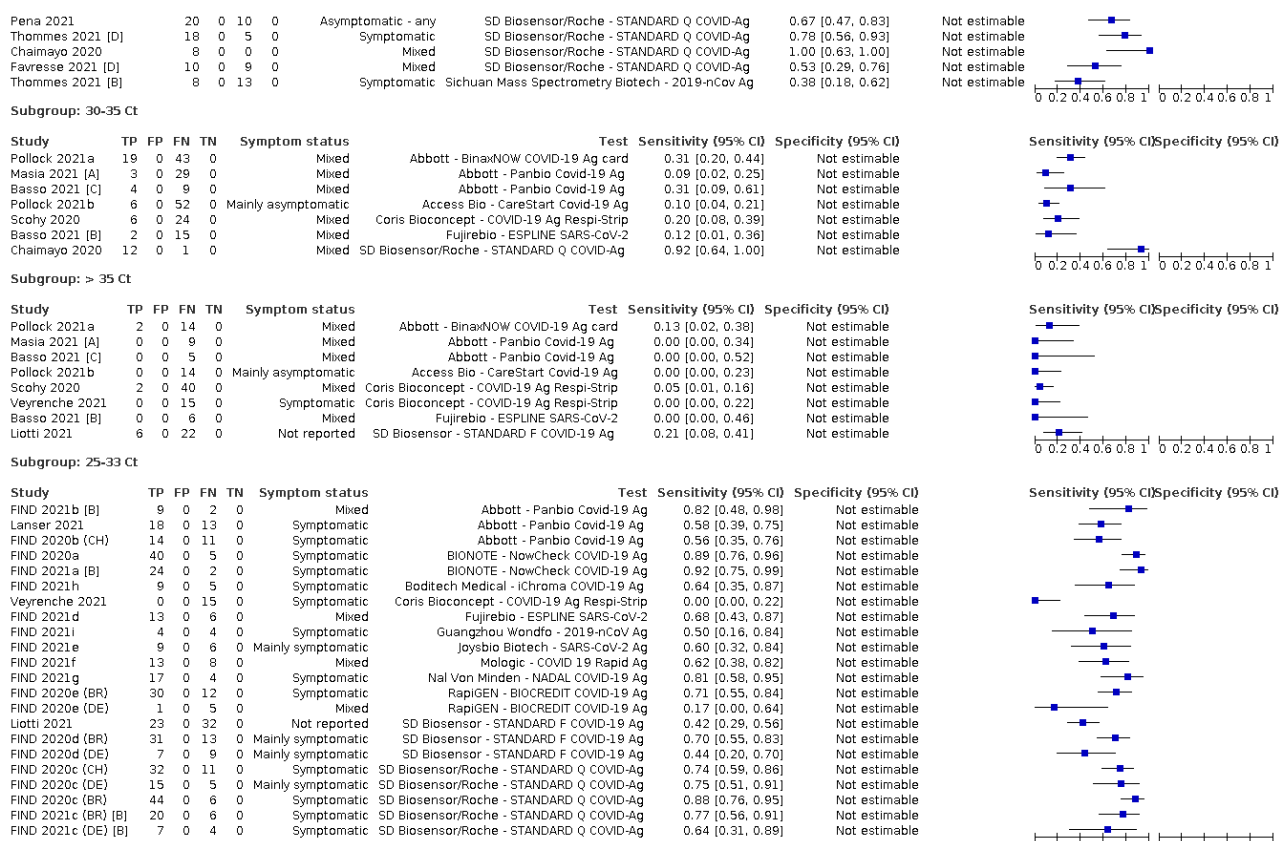 Pena 2021 20 0 10 0 Asymptomatic - any SD Biosensor/Roche - STANDARD Q COVID-Ag 0.67 [0.47, 0.83] Not estimable
Thommes 2021 [D] 18 0 5 0 Symptomatic SD Biosensor/Roche - STANDARD Q COVID-Ag 0.78 [0.56, 0.93] Not estimable
Chaimayo 2020 8 0 0 0 Mixed SD Biosensor/Roche - STANDARD Q COVID-Ag 1.00 [0.63, 1.00] Not estimable
Favresse 2021 [D] 10 0 9 0 Mixed SD Biosensor/Roche - STANDARD Q COVID-Ag 0.53 [0.29, 0.76] Not estimable
Thommes 2021 [B] 8 0 13 0 Symptomatic Sichuan Mass Spectrometry Biotech - 2019-nCov Ag 0.38 [0.18, 0.62] Not estimable
0 0.2 0.4 0.6 0.8 1 0 0.2 0.4 0.6 0.8 1
Subgroup: 30-35 Ct
Study TP FP FN TN Symptom status Test Sensitivity (95% CI) Specificity (95% CI) Sensitivity (95% CI) Specificity (95% CI)
Pollock 2021a 19 0 43 0 Mixed Abbott - BinaxNOW COVID-19 Ag card 0.31 [0.20, 0.44] Not estimable
Masia 2021 [A] 3 0 29 0 Mixed Abbott - Panbio Covid-19 Ag 0.09 [0.02, 0.25] Not estimable
Basso 2021 [C] 4 0 9 0 Mixed Abbott - Panbio Covid-19 Ag 0.31 [0.09, 0.61] Not estimable
Pollock 2021b 6 0 52 0 Mainly asymptomatic Access Bio - CareStart Covid-19 Ag 0.10 [0.04, 0.21] Not estimable
Scohy 2020 6 0 24 0 Mixed Coris Bioconcept - COVID-19 Ag Respi-Strip 0.20 [0.08, 0.39] Not estimable
Basso 2021 [B] 2 0 15 0 Mixed Fujirebio - ESPLINE SARS-CoV-2 0.12 [0.01, 0.36] Not estimable
Chaimayo 2020 12 0 1 0 Mixed SD Biosensor/Roche - STANDARD Q COVID-Ag 0.92 [0.64, 1.00] Not estimable
0 0.2 0.4 0.6 0.8 1 0 0.2 0.4 0.6 0.8 1
Subgroup: > 35 Ct
Study TP FP FN TN Symptom status Test Sensitivity (95% CI) Specificity (95% CI) Sensitivity (95% CI) Specificity (95% CI)
Pollock 2021a 2 0 14 0 Mixed Abbott - BinaxNOW COVID-19 Ag card 0.13 [0.02, 0.38] Not estimable
Masia 2021 [A] 0 0 9 0 Mixed Abbott - Panbio Covid-19 Ag 0.00 [0.00, 0.34] Not estimable
Basso 2021 [C] 0 0 5 0 Mixed Abbott - Panbio Covid-19 Ag 0.00 [0.00, 0.52] Not estimable
Pollock 2021b 0 0 14 0 Mainly asymptomatic Access Bio - CareStart Covid-19 Ag 0.00 [0.00, 0.23] Not estimable
Scohy 2020 2 0 40 0 Mixed Coris Bioconcept - COVID-19 Ag Respi-Strip 0.05 [0.01, 0.16] Not estimable
Veyrenche 2021 0 0 15 0 Symptomatic Coris Bioconcept - COVID-19 Ag Respi-Strip 0.00 [0.00, 0.22] Not estimable
Basso 2021 [B] 0 0 6 0 Mixed Fujirebio - ESPLINE SARS-CoV-2 0.00 [0.00, 0.46] Not estimable
Liotti 2021 6 0 22 0 Not reported SD Biosensor - STANDARD F COVID-19 Ag 0.21 [0.08, 0.41] Not estimable
0 0.2 0.4 0.6 0.8 1 0 0.2 0.4 0.6 0.8 1
Subgroup: 25-33 Ct
Study TP FP FN TN Symptom status Test Sensitivity (95% CI) Specificity (95% CI) Sensitivity (95% CI) Specificity (95% CI)
FIND 2021b [B] 9 0 2 0 Mixed Abbott - Panbio Covid-19 Ag 0.82 [0.48, 0.98] Not estimable
Lanser 2021 18 0 13 0 Symptomatic Abbott - Panbio Covid-19 Ag 0.58 [0.39, 0.75] Not estimable
FIND 2020b (CH) 14 0 11 0 Symptomatic Abbott - Panbio Covid-19 Ag 0.56 [0.35, 0.76] Not estimable
FIND 2020a 40 0 5 0 Symptomatic BIONOTE - NowCheck COVID-19 Ag 0.89 [0.76, 0.96] Not estimable
FIND 2021a [B] 24 0 2 0 Symptomatic BIONOTE - NowCheck COVID-19 Ag 0.92 [0.75, 0.99] Not estimable
FIND 2021h 9 0 5 0 Symptomatic Boditech Medical - iChroma COVID-19 Ag 0.64 [0.35, 0.87] Not estimable
Veyrenche 2021 0 0 15 0 Symptomatic Coris Bioconcept - COVID-19 Ag Respi-Strip 0.00 [0.00, 0.22] Not estimable
FIND 2021d 13 0 6 0 Mixed Fujirebio - ESPLINE SARS-CoV-2 0.68 [0.43, 0.87] Not estimable
FIND 2021i 4 0 4 0 Symptomatic Guangzhou Wondfo - 2019-nCoV Ag 0.50 [0.16, 0.84] Not estimable
FIND 2021e 9 0 6 0 Mainly symptomatic Joysbio Biotech - SARS-CoV-2 Ag 0.60 [0.32, 0.84] Not estimable
FIND 2021f 13 0 8 0 Mixed Mologic - COVID 19 Rapid Ag 0.62 [0.38, 0.82] Not estimable
FIND 2021g 17 0 4 0 Symptomatic Nal Von Minden - NADAL COVID-19 Ag 0.81 [0.58, 0.95] Not estimable
FIND 2020e (BR) 30 0 12 0 Symptomatic RapiGEN - BIOCREDIT COVID-19 Ag 0.71 [0.55, 0.84] Not estimable
FIND 2020e (DE) 1 0 5 0 Mixed RapiGEN - BIOCREDIT COVID-19 Ag 0.17 [0.00, 0.64] Not estimable
Liotti 2021 23 0 32 0 Not reported SD Biosensor - STANDARD F COVID-19 Ag 0.42 [0.29, 0.56] Not estimable
FIND 2020d (BR) 31 0 13 0 Mainly symptomatic SD Biosensor - STANDARD F COVID-19 Ag 0.70 [0.55, 0.83] Not estimable
FIND 2020d (DE) 7 0 9 0 Mainly symptomatic SD Biosensor - STANDARD F COVID-19 Ag 0.44 [0.20, 0.70] Not estimable
FIND 2020c (CH) 32 0 11 0 Symptomatic SD Biosensor/Roche - STANDARD Q COVID-Ag 0.74 [0.59, 0.86] Not estimable
FIND 2020c (DE) 15 0 5 0 Mainly symptomatic SD Biosensor/Roche - STANDARD Q COVID-Ag 0.75 [0.51, 0.91] Not estimable
FIND 2020c (BR) 44 0 6 0 Symptomatic SD Biosensor/Roche - STANDARD Q COVID-Ag 0.88 [0.76, 0.95] Not estimable
FIND 2021c (BR) [B] 20 0 6 0 Symptomatic SD Biosensor/Roche - STANDARD Q COVID-Ag 0.77 [0.56, 0.91] Not estimable
FIND 2021c (DE) [B] 7 0 4 0 Symptomatic SD Biosensor/Roche - STANDARD Q COVID-Ag 0.64 [0.31, 0.89] Not estimable